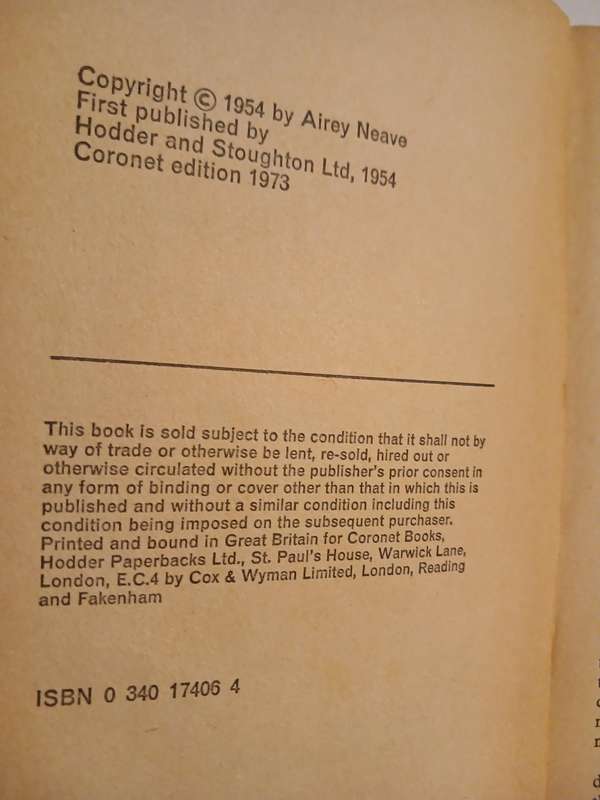 Copyright © 1954 by Airey Neave
First published by
Hodder and Stoughton Ltd, 1954
Coronet edition 1973
This book is sold subject to the condition that it shall not by
way of trade or otherwise be lent, re-sold, hired out or
otherwise circulated without the publisher's prior consent in
any form of binding or cover other than that in which this is
published and without a similar condition including this
condition being imposed on the subsequent purchaser.
Printed and bound in Great Britain for Coronet Books,
Hodder Paperbacks Ltd., St. Paul's House, Warwick Lane,
London, E.C.4 by Cox & Wyman Limited, London, Reading
and Fakenham
ISBN 0 340 17406 4